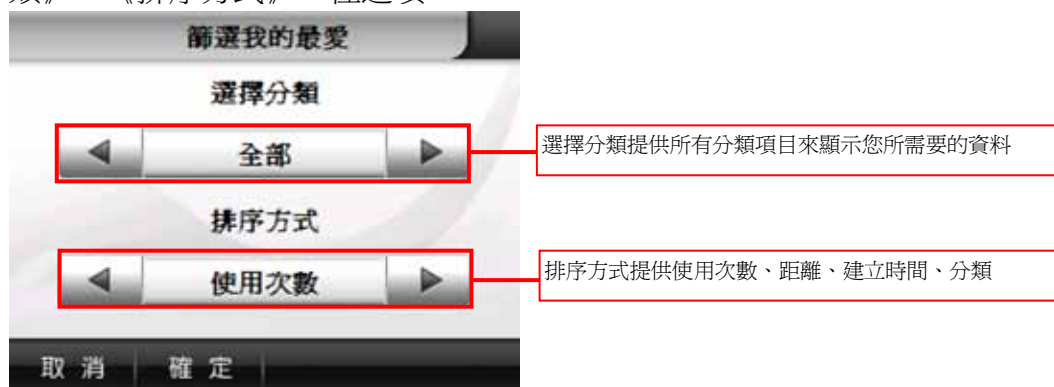 篩選我的最愛
選擇分類
全部
選擇分類提供所有分類項目來顯示您所需要的資料
排序方式
使用次數
排序方式提供使用次數、距離、建立時間、分類
取消 確定